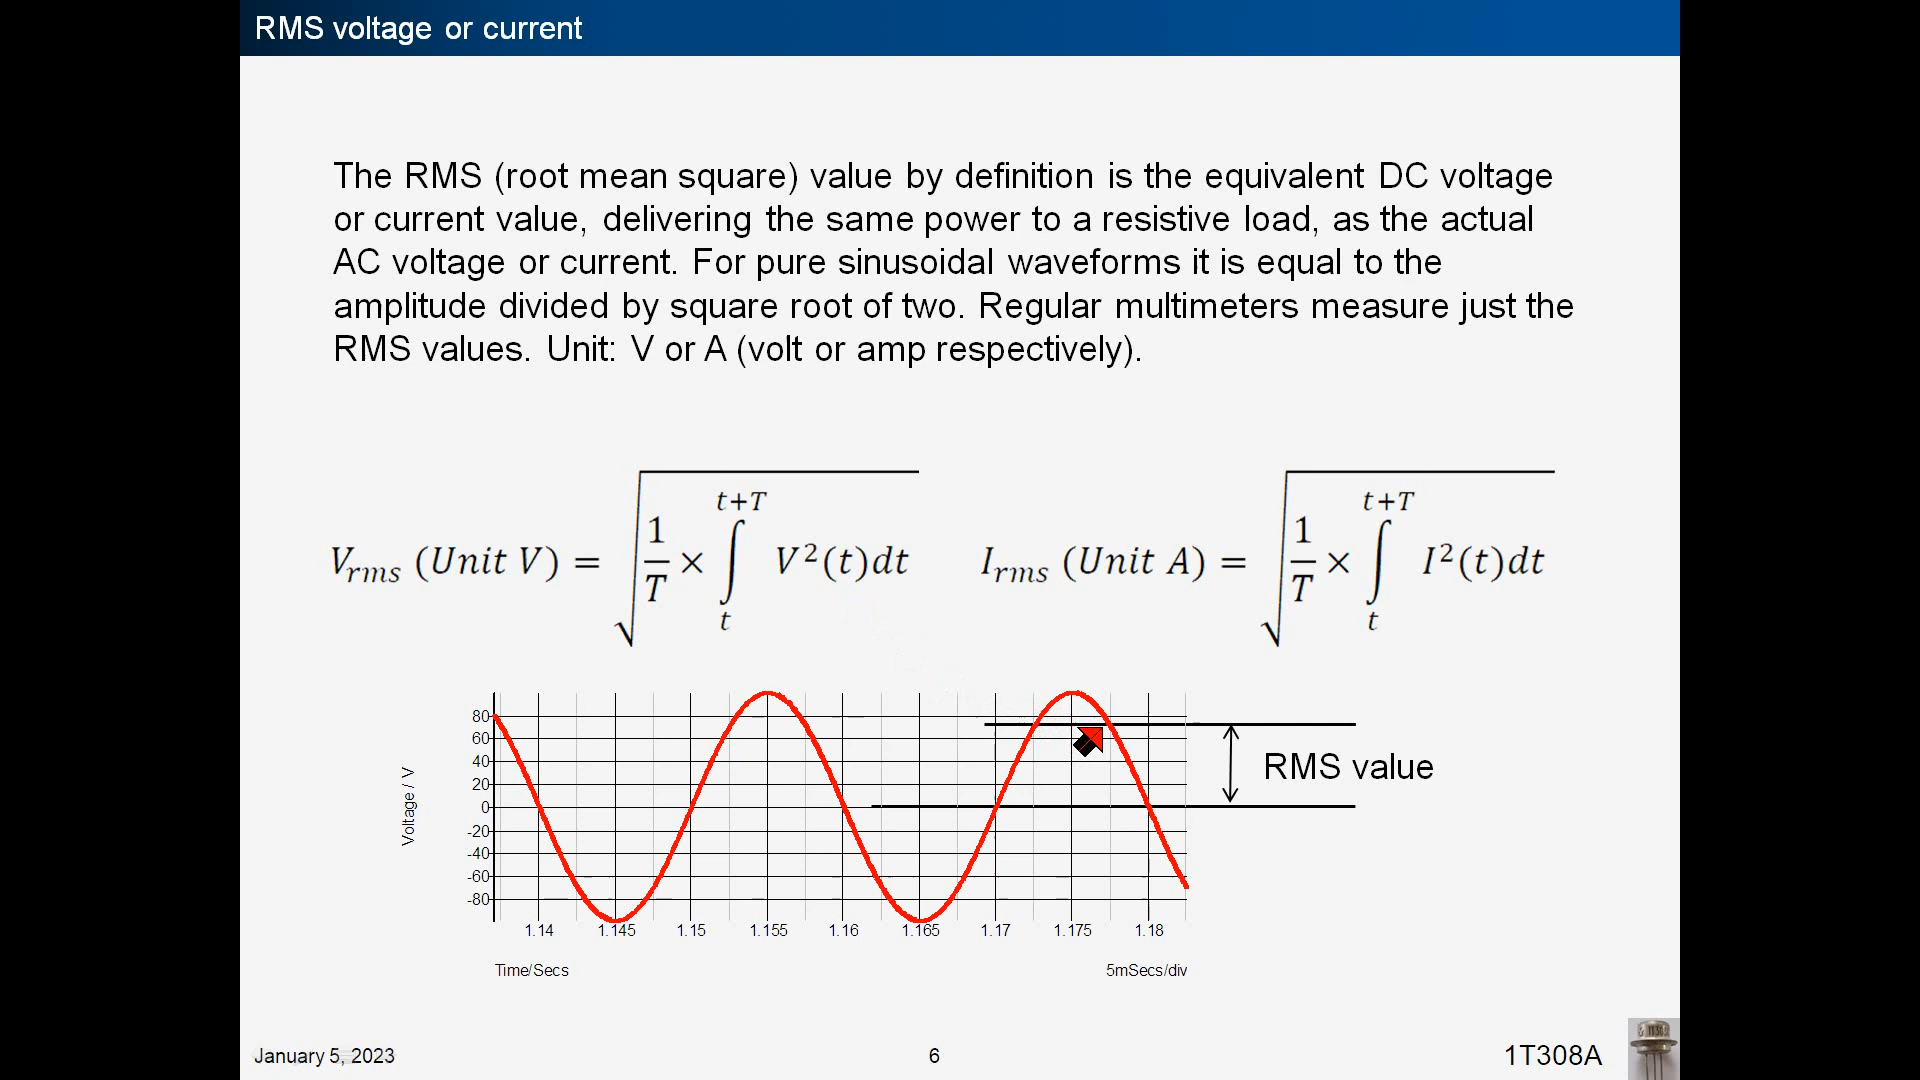 RMS voltage or current
The RMS (root mean square) value by definition is the equivalent DC voltage
or current value, delivering the same power to a resistive load, as the actual
AC voltage or current. For pure sinusoidal waveforms it is equal to the
amplitude divided by square root of two. Regular multimeters measure just the
RMS values. Unit: V or A (volt or amp respectively).
V_rms (Unit V) = √(1/T × ∫_t^{t+T} V²(t)dt)
I_rms (Unit A) = √(1/T × ∫_t^{t+T} I²(t)dt)
80
60
40
20
0
-20
-40
-60
-80
Voltage / V
RMS value
1.14 1.145 1.15 1.155 1.16 1.165 1.17 1.175 1.18
Time/Secs 5mSecs/div
January 5, 2023 6 1T308A